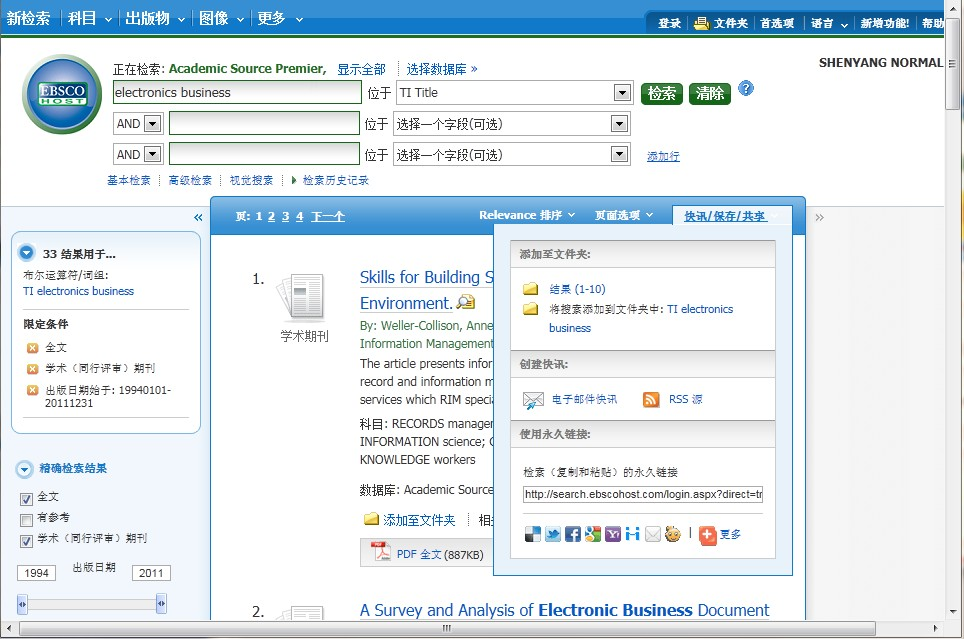 新检索 科目 出版物 图像 更多
登录 文件夹 首选项 语言 新增功能! 帮助
正在检索: Academic Source Premier, 显示全部 选择数据库 »
SHENYANG NORMAL
EBSCO
HOST
electronics business 位于 TI Title 检索 清除 ?
AND 位于 选择一个字段(可选)
AND 位于 选择一个字段(可选) 添加行
基本检索 高级检索 视觉搜索 检索历史记录
«
33 结果用于...
布尔运算符/词组:
TI electronics business
限定条件
全文
学术（同行评审）期刊
出版日期始于: 19940101-
20111231
精确检索结果
全文
有参考
学术（同行评审）期刊
1994 出版日期 2011
页: 1 2 3 4 下一个 Relevance 排序 页面选项 快讯/保存/共享 »
1.
学术期刊
Skills for Building S
Environment.
By: Weller-Collison, Anne
Information Management
The article presents infor
record and information m
services which RIM specia
科目: RECORDS manager
INFORMATION science; C
KNOWLEDGE workers
数据库: Academic Source
添加至文件夹 相
PDF 全文 (887KB)
2. A Survey and Analysis of Electronic Business Document
添加至文件夹:
结果 (1-10)
将搜索添加到文件夹中: TI electronics
business
创建快讯:
电子邮件快讯 RSS 源
使用永久链接:
检索（复制和粘贴）的永久链接
http://search.ebscohost.com/login.aspx?direct=tr
更多